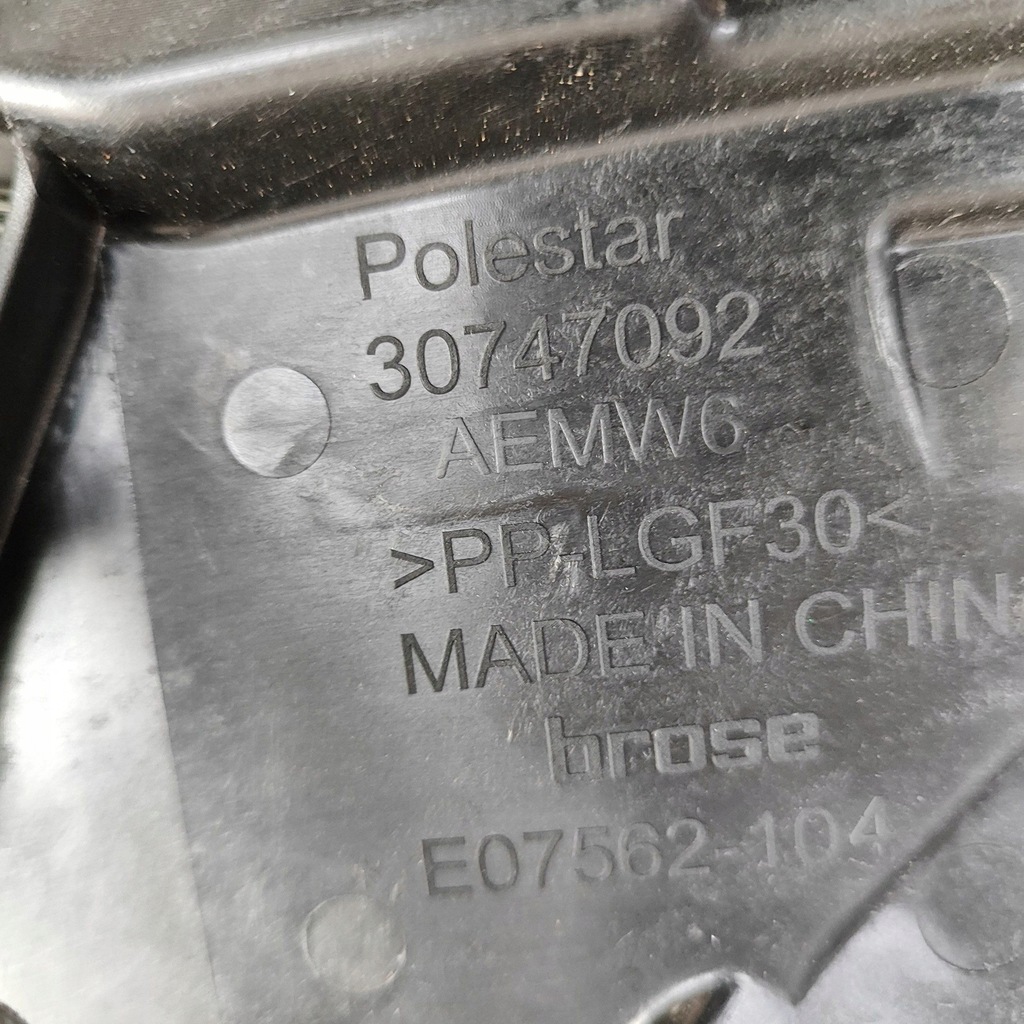 Polestar
30747092
AEMW6
>PP-LGF30<
MADE IN CHIN
brose
E07562-104